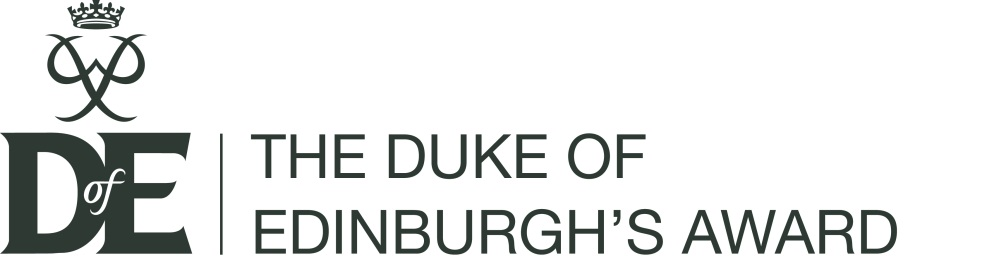 DofE
THE DUKE OF
EDINBURGH’S AWARD